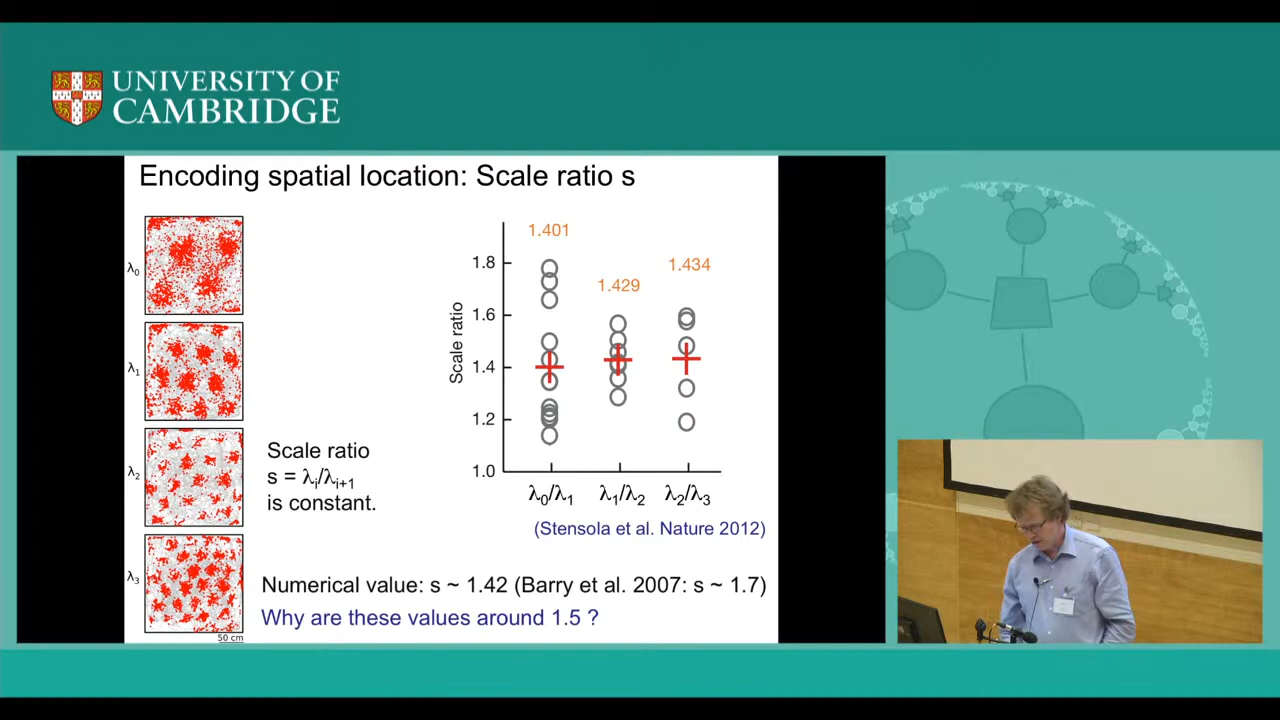 UNIVERSITY OF
CAMBRIDGE
Encoding spatial location: Scale ratio s
λ0
λ1
λ2
λ3
50 cm
Scale ratio
s = λi/λi+1
is constant.
Scale ratio
1.8
1.6
1.4
1.2
1.0
1.401
1.429
1.434
λ0/λ1 λ1/λ2 λ2/λ3
(Stensola et al. Nature 2012)
Numerical value: s ~ 1.42 (Barry et al. 2007: s ~ 1.7)
Why are these values around 1.5 ?